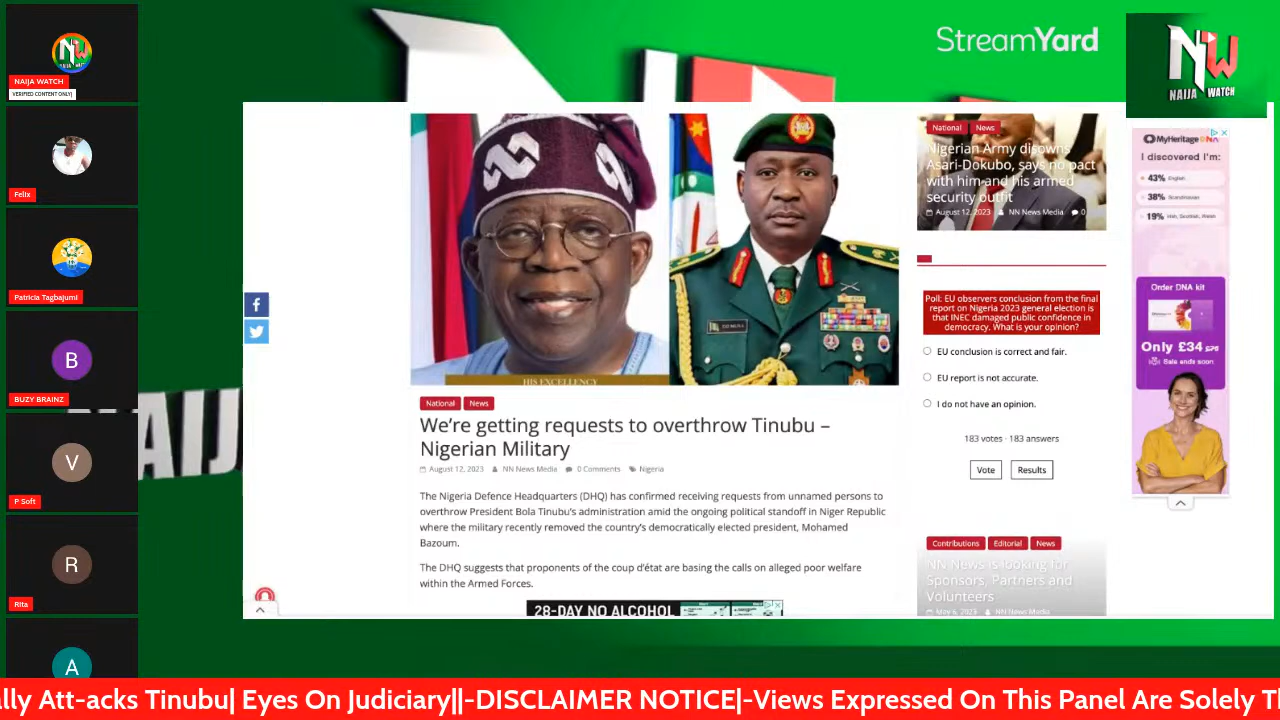 StreamYard
NW
NAIJA WATCH
NAIJA WATCH
VERIFIED CONTENT ONLY|
Felix
Patricia Tagbajumi
B
BUZY BRAINZ
V
P Soft
R
Rita
A
HIS EXCELLENCY
National News
We're getting requests to overthrow Tinubu –
Nigerian Military
August 12, 2023 NN News Media 0 Comments Nigeria
The Nigeria Defence Headquarters (DHQ) has confirmed receiving requests from unnamed persons to
overthrow President Bola Tinubu's administration amid the ongoing political standoff in Niger Republic
where the military recently removed the country's democratically elected president, Mohamed
Bazoum.
The DHQ suggests that proponents of the coup d'état are basing the calls on alleged poor welfare
within the Armed Forces.
28-DAY NO ALCOHOL
National News
Nigerian Army disowns
Asari-Dokubo, says no pact
with him and his armed
security outfit
August 12, 2023 NN News Media 0
Poll: EU observers conclusion from the final
report on Nigeria 2023 general election is
that INEC damaged public confidence in
democracy. What is your opinion?
EU conclusion is correct and fair.
EU report is not accurate.
I do not have an opinion.
183 votes · 183 answers
Vote Results
Contributions Editorial News
NN News is looking for
Sponsors, Partners and
Volunteers
May 6, 2023 NN News Media
MyHeritage DNA
I discovered I'm:
43% English
38% Scandinavian
19% Irish, Scottish, Welsh
Order DNA kit
Only £34
Sale ends soon
NAIJ
ally Att-acks Tinubu| Eyes On Judiciary||-DISCLAIMER NOTICE|-Views Expressed On This Panel Are Solely T